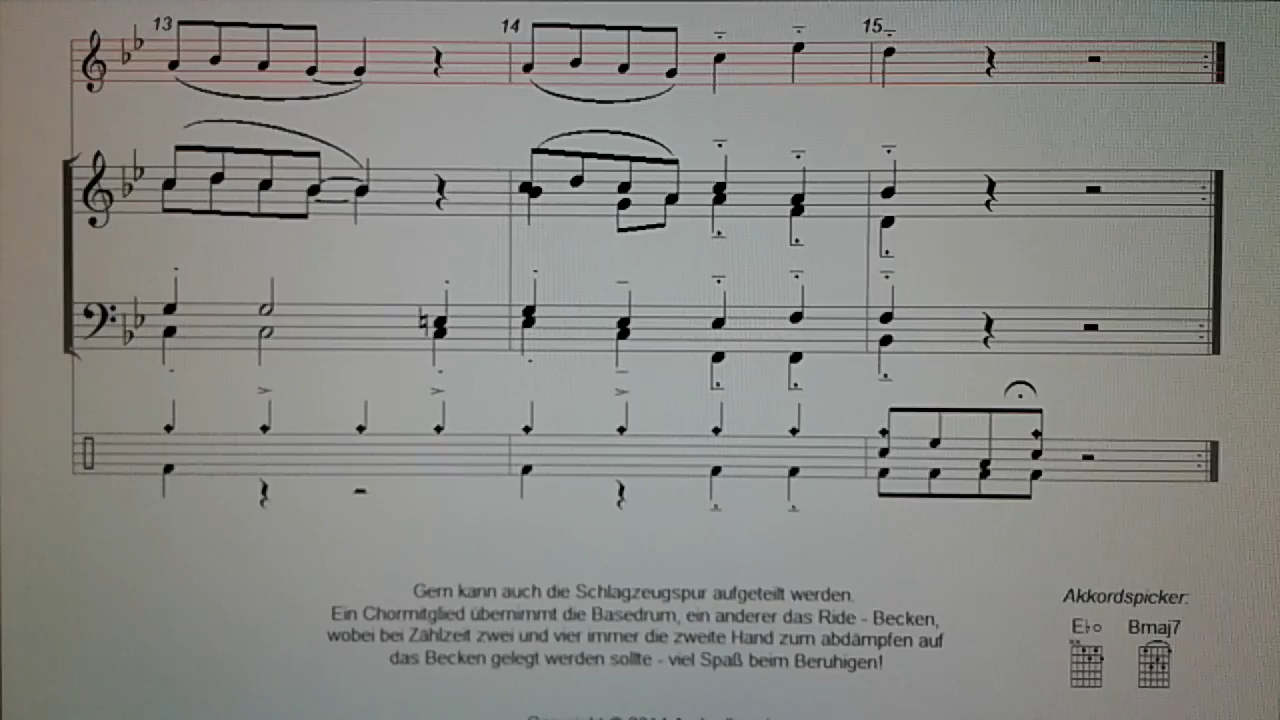 13
14
15
Gern kann auch die Schlagzeugspur aufgeteilt werden.
Ein Chormitglied übernimmt die Basedrum, ein anderer das Ride - Becken,
wobei bei Zählzeit zwei und vier immer die zweite Hand zum abdämpfen auf
das Becken gelegt werden sollte - viel Spaß beim Beruhigen!
Akkordspicker:
E♭○ Bmaj7